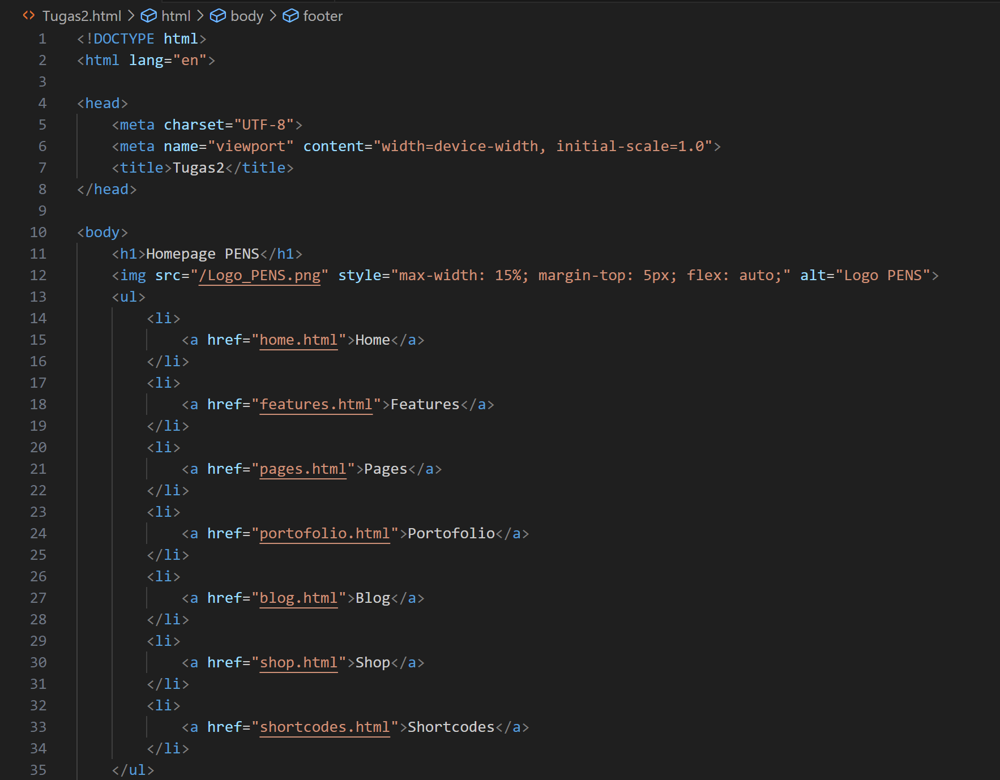 Tugas2.html > html > body > footer
1 <!DOCTYPE html>
2 <html lang="en">
3
4 <head>
5     <meta charset="UTF-8">
6     <meta name="viewport" content="width=device-width, initial-scale=1.0">
7     <title>Tugas2</title>
8 </head>
9
10 <body>
11     <h1>Homepage PENS</h1>
12     <img src="/Logo_PENS.png" style="max-width: 15%; margin-top: 5px; flex: auto;" alt="Logo PENS">
13     <ul>
14         <li>
15             <a href="home.html">Home</a>
16         </li>
17         <li>
18             <a href="features.html">Features</a>
19         </li>
20         <li>
21             <a href="pages.html">Pages</a>
22         </li>
23         <li>
24             <a href="portofolio.html">Portofolio</a>
25         </li>
26         <li>
27             <a href="blog.html">Blog</a>
28         </li>
29         <li>
30             <a href="shop.html">Shop</a>
31         </li>
32         <li>
33             <a href="shortcodes.html">Shortcodes</a>
34         </li>
35     </ul>